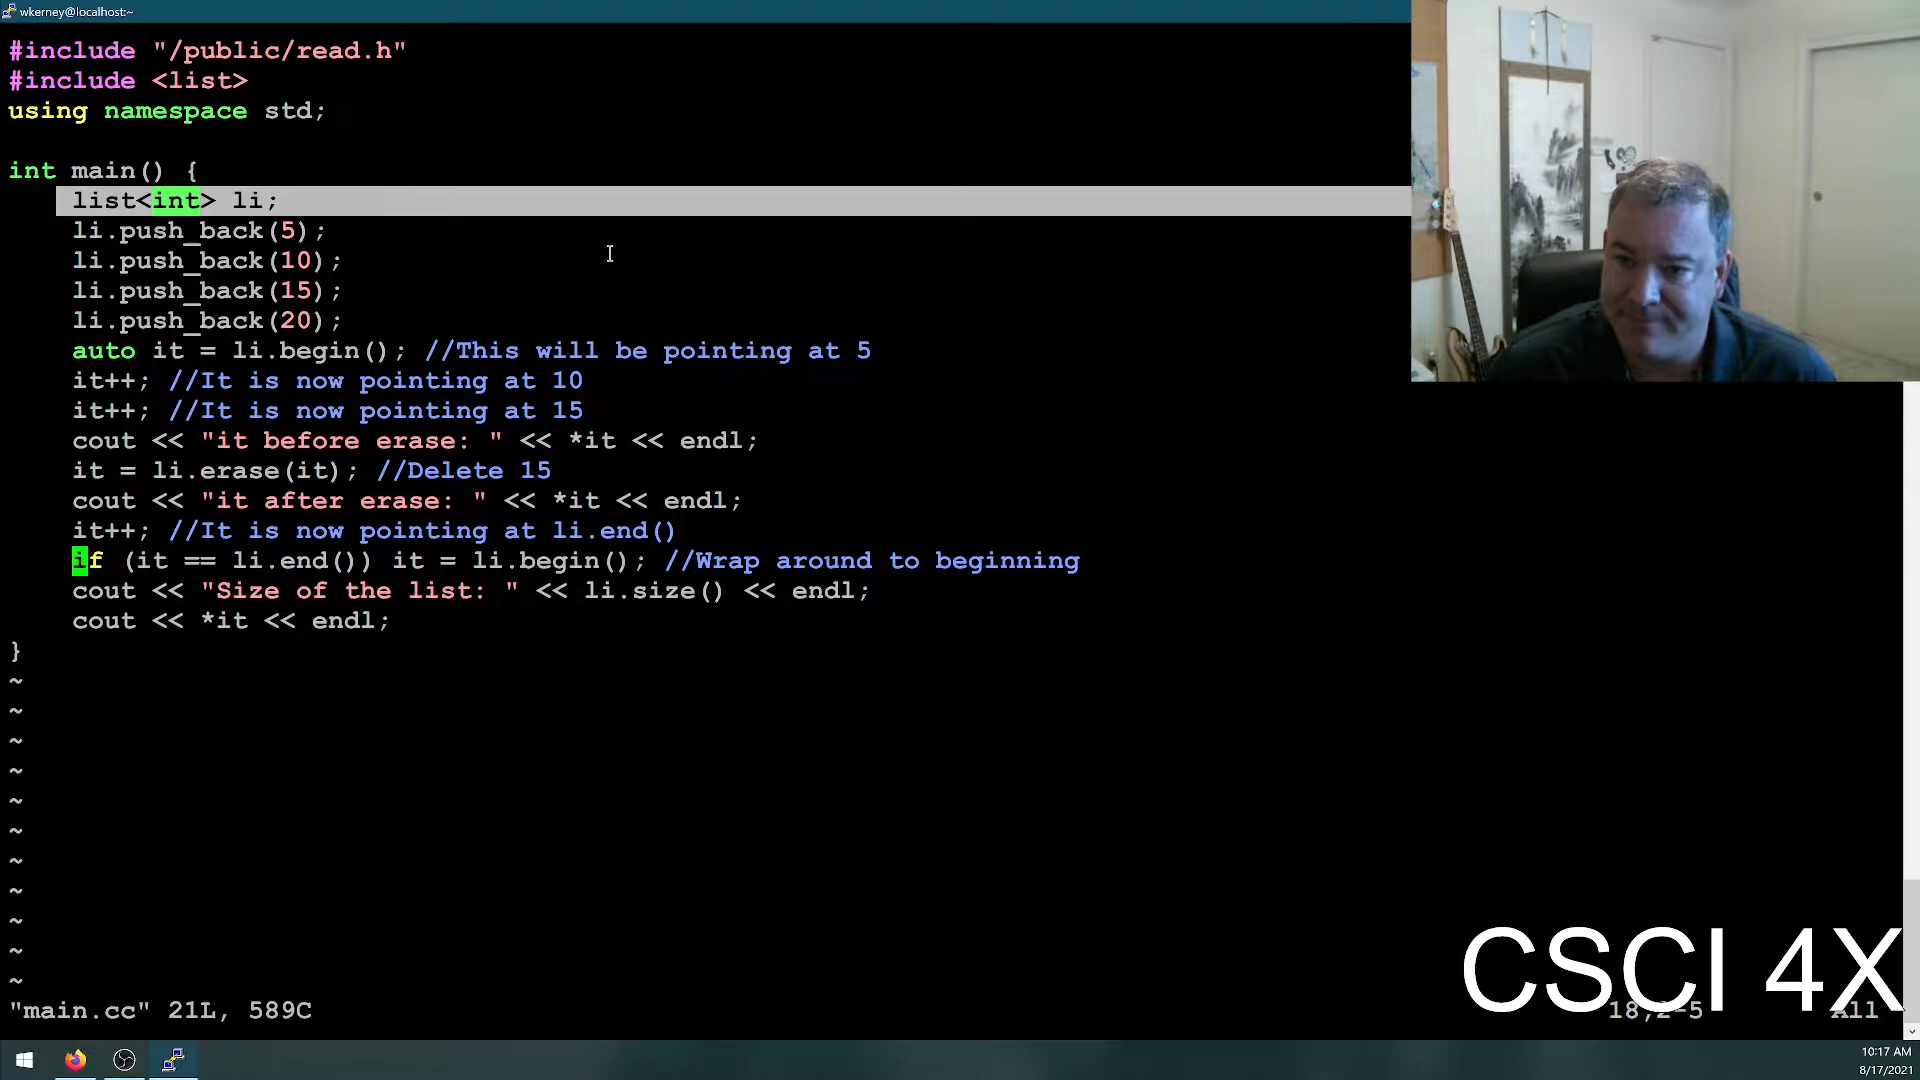 wkerney@localhost:~
#include "/public/read.h"
#include <list>
using namespace std;
int main() {
list<int> li;
li.push_back(5);
li.push_back(10);
li.push_back(15);
li.push_back(20);
auto it = li.begin(); //This will be pointing at 5
it++; //It is now pointing at 10
it++; //It is now pointing at 15
cout << "it before erase: " << *it << endl;
it = li.erase(it); //Delete 15
cout << "it after erase: " << *it << endl;
it++; //It is now pointing at li.end()
if (it == li.end()) it = li.begin(); //Wrap around to beginning
cout << "Size of the list: " << li.size() << endl;
cout << *it << endl;
}
~
~
~
~
~
~
~
~
~
~
~
"main.cc" 21L, 589C
18,2-5
All
CSCI 4X
10:17 AM
8/17/2021